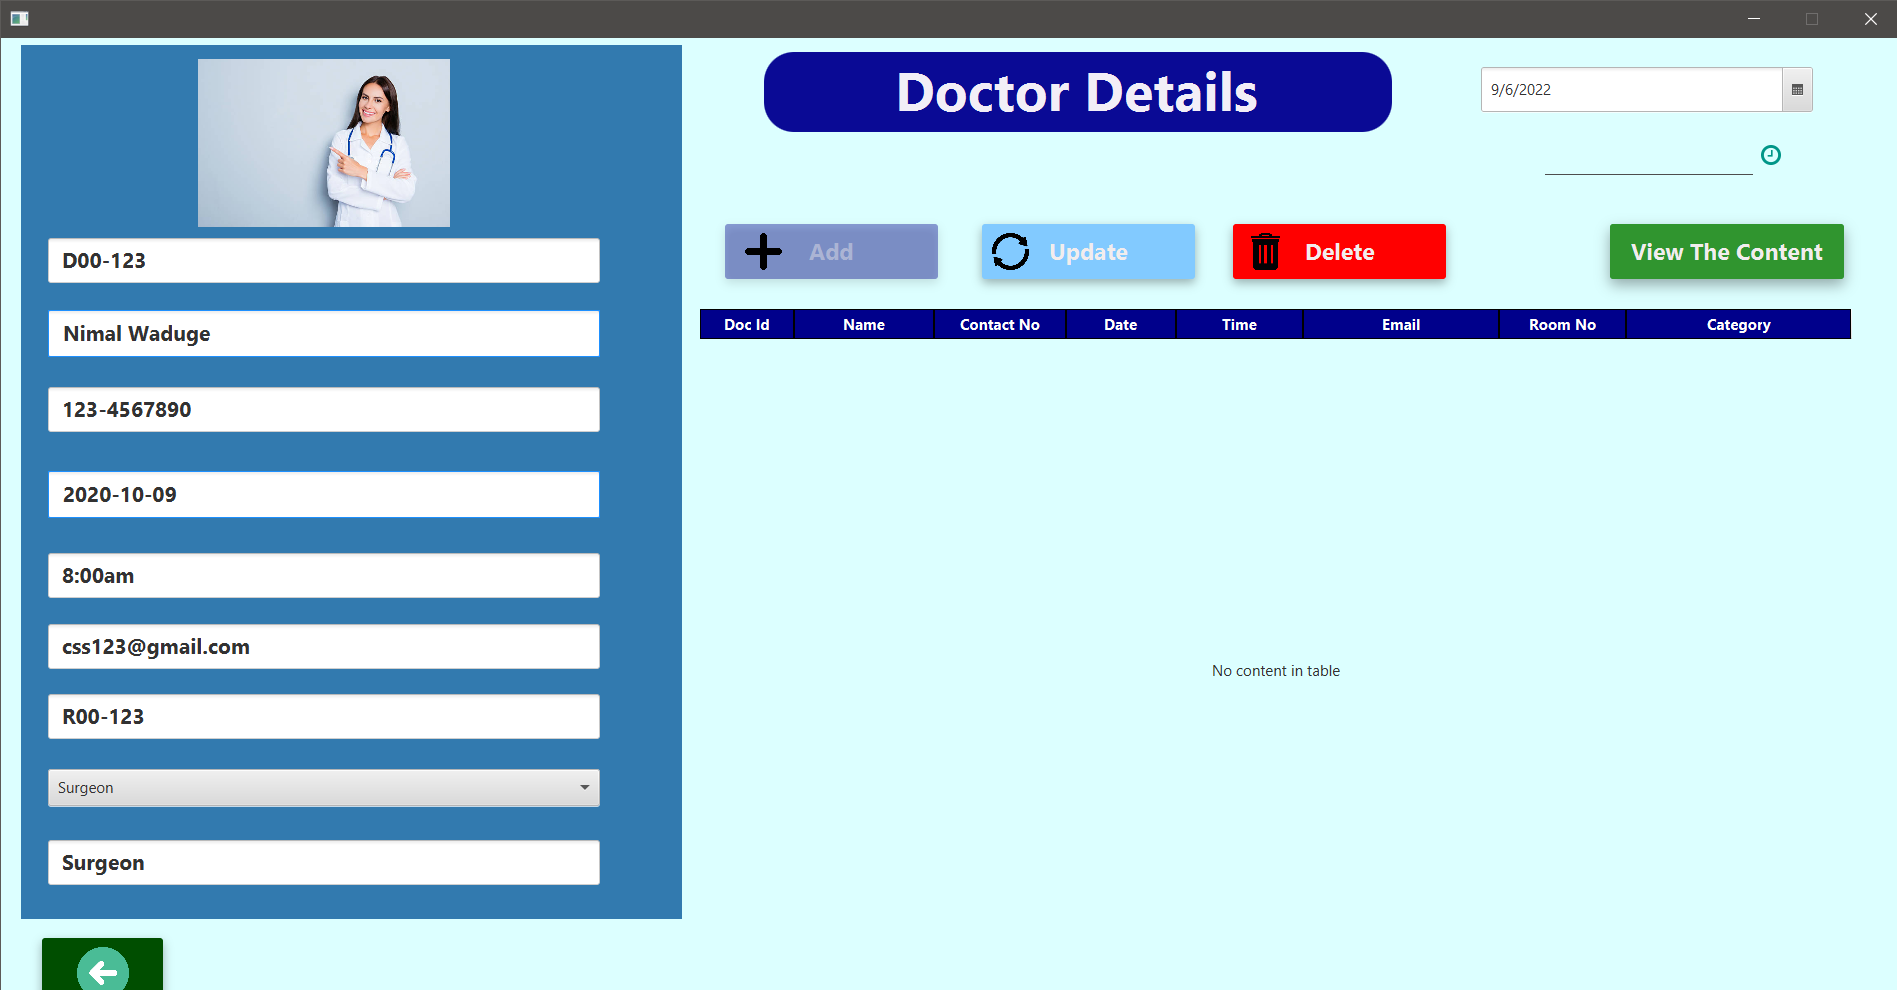 Doctor Details
9/6/2022
D00-123
Nimal Waduge
123-4567890
2020-10-09
8:00am
css123@gmail.com
R00-123
Surgeon
Surgeon
Add
Update
Delete
View The Content
Doc Id Name Contact No Date Time Email Room No Category
No content in table